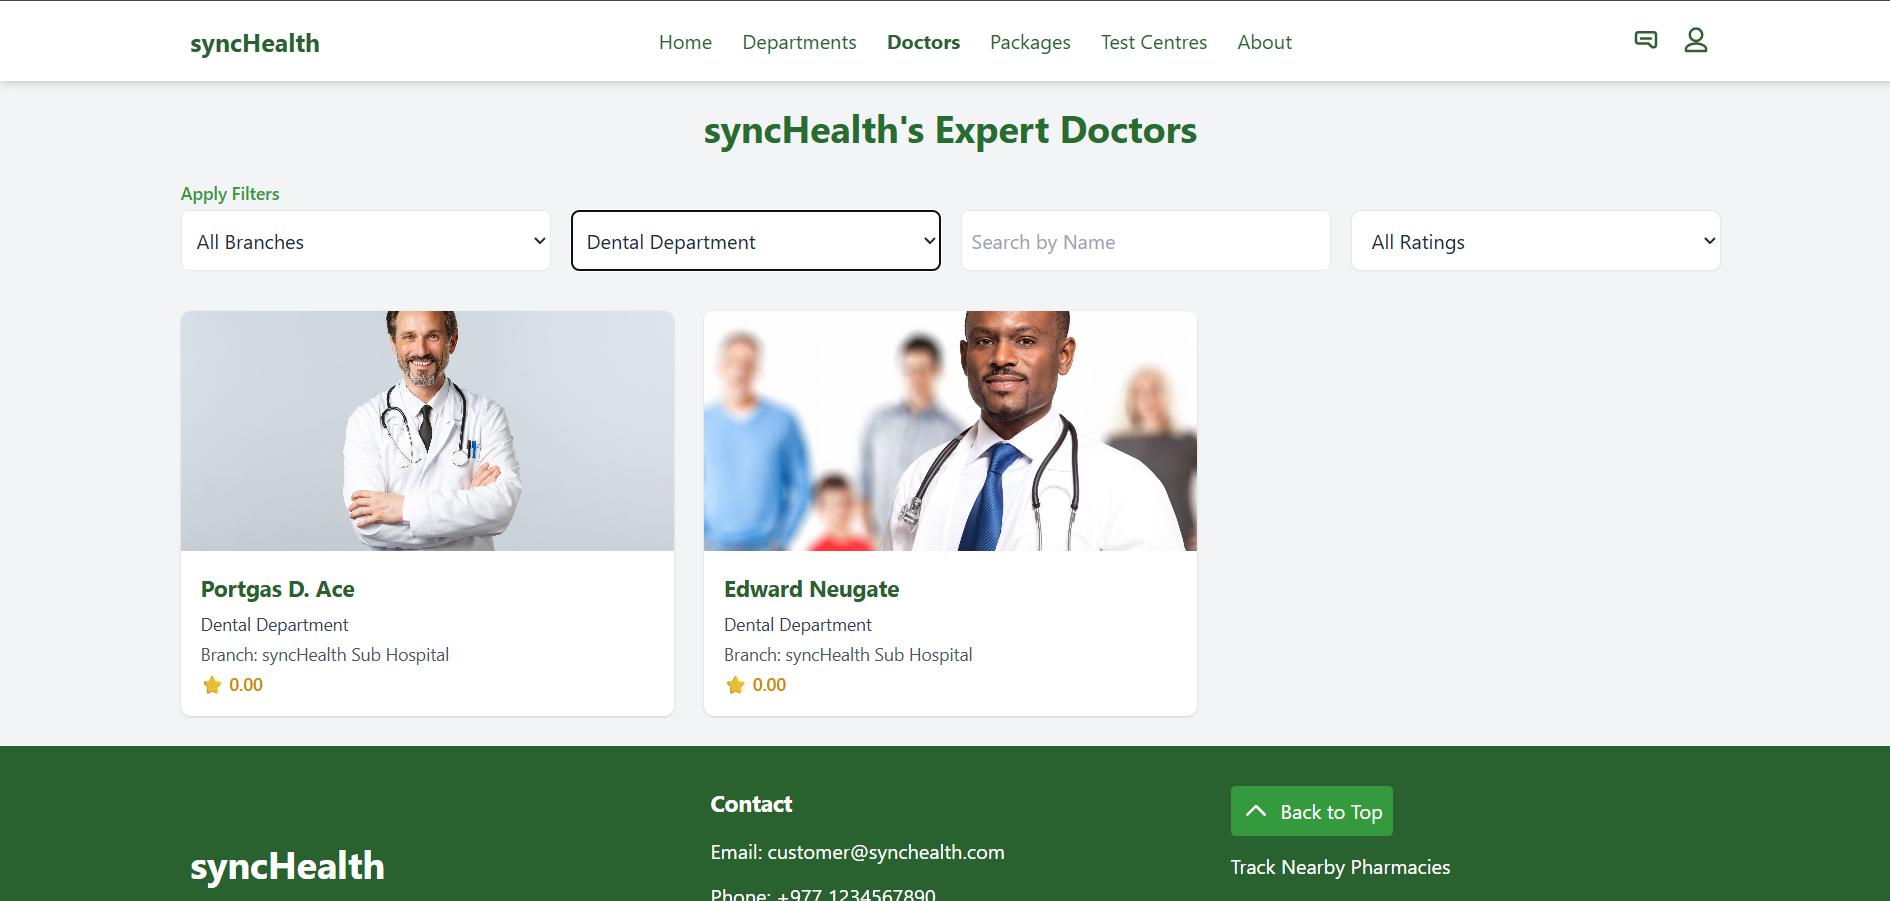 syncHealth
Home Departments Doctors Packages Test Centres About
syncHealth's Expert Doctors
Apply Filters
All Branches
Dental Department
Search by Name
All Ratings
Portgas D. Ace
Dental Department
Branch: syncHealth Sub Hospital
0.00
Edward Neugate
Dental Department
Branch: syncHealth Sub Hospital
0.00
syncHealth
Contact
Email: customer@synchealth.com
Phone: +977 1234567890
Back to Top
Track Nearby Pharmacies